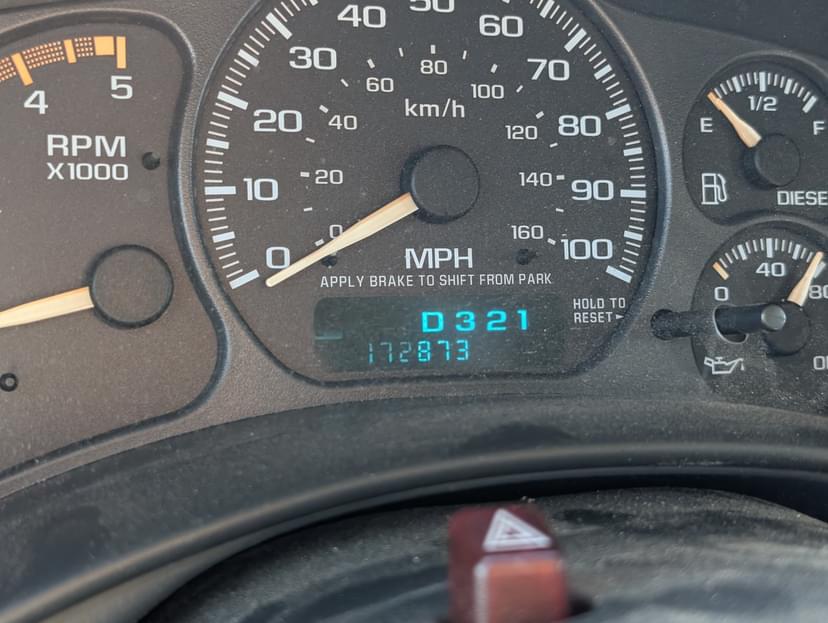 4 5
RPM
X1000
0 10 20 30 40 50 60 70 80 90 100
0 20 40 60 80 100 120 140 160
km/h
MPH
APPLY BRAKE TO SHIFT FROM PARK
HOLD TO
RESET
D 3 2 1
172873
E 1/2 F
0 40 80